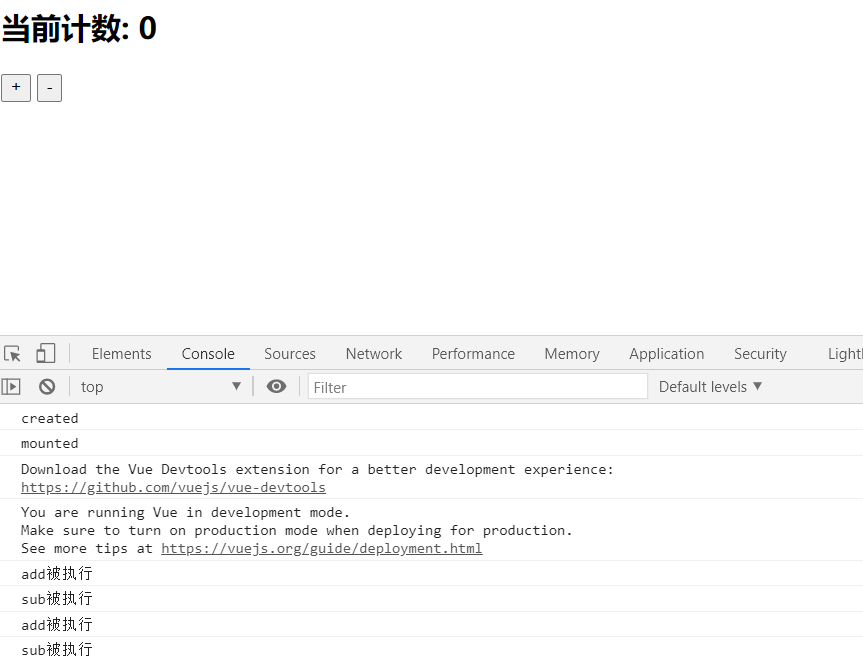 当前计数: 0
+ -
Elements Console Sources Network Performance Memory Application Security Lightl
top ▼ Filter Default levels ▼
created
mounted
Download the Vue Devtools extension for a better development experience:
https://github.com/vuejs/vue-devtools
You are running Vue in development mode.
Make sure to turn on production mode when deploying for production.
See more tips at https://vuejs.org/guide/deployment.html
add被执行
sub被执行
add被执行
sub被执行